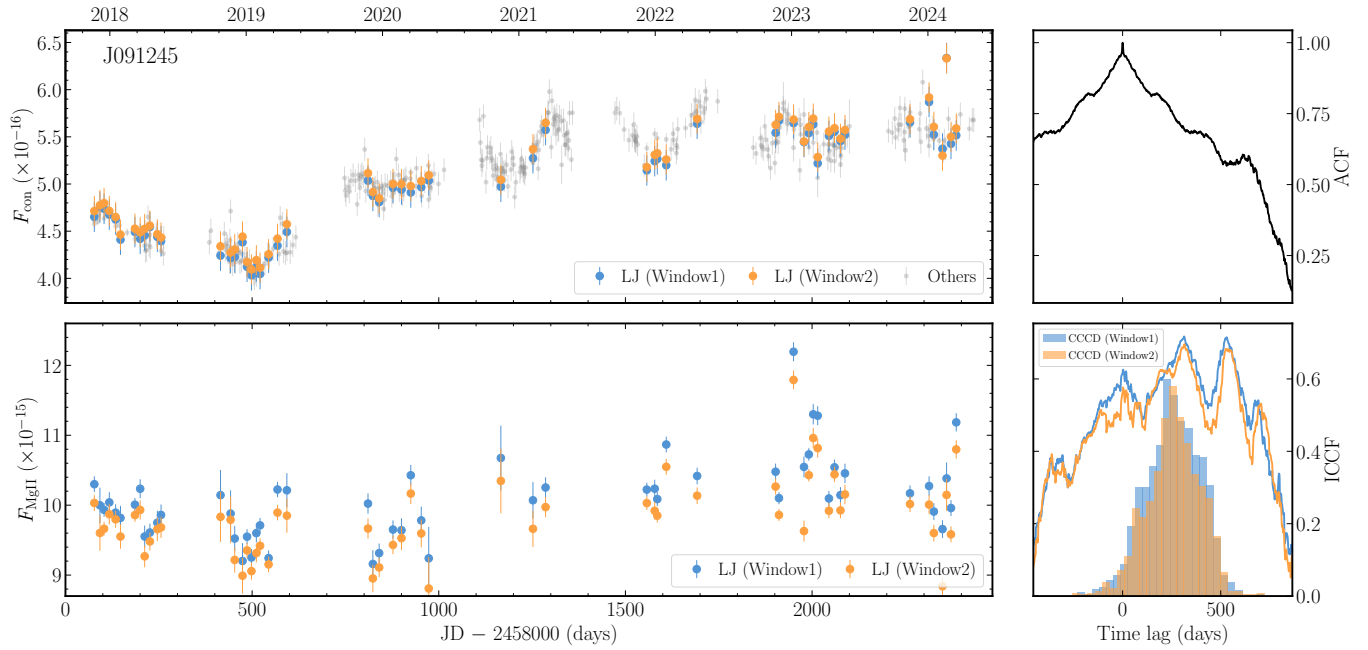 2018 2019 2020 2021 2022 2023 2024
J091245
6.5
6.0
5.5
5.0
4.5
4.0
F_con (×10^−16)
LJ (Window1) LJ (Window2) Others
1.00
0.75
0.50
0.25
ACF
12
11
10
9
F_MgII (×10^−15)
LJ (Window1) LJ (Window2)
0 500 1000 1500 2000
JD − 2458000 (days)
CCCD (Window1)
CCCD (Window2)
0.6
0.4
0.2
0.0
ICCF
0 500
Time lag (days)